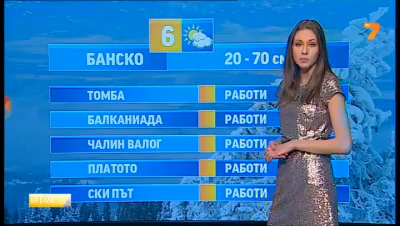 6
7
БАНСКО 20 - 70 см
ТОМБА РАБОТИ
БАЛКАНИАДА РАБОТИ
ЧАЛИН ВАЛОГ РАБОТИ
ПЛАТОТО РАБОТИ
СКИ ПЪТ РАБОТИ